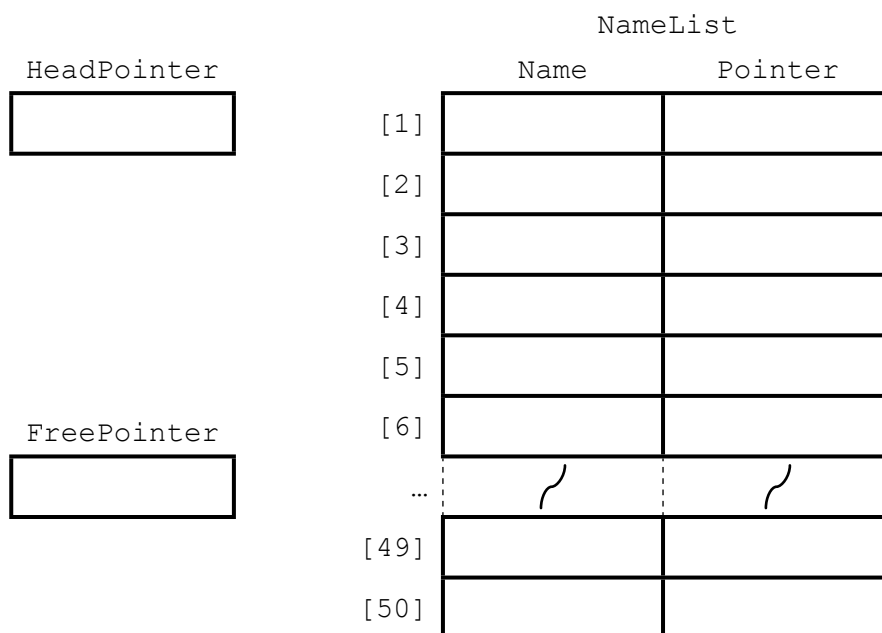 NameList
HeadPointer Name Pointer
[1]
[2]
[3]
[4]
[5]
FreePointer [6]
…
[49]
[50]